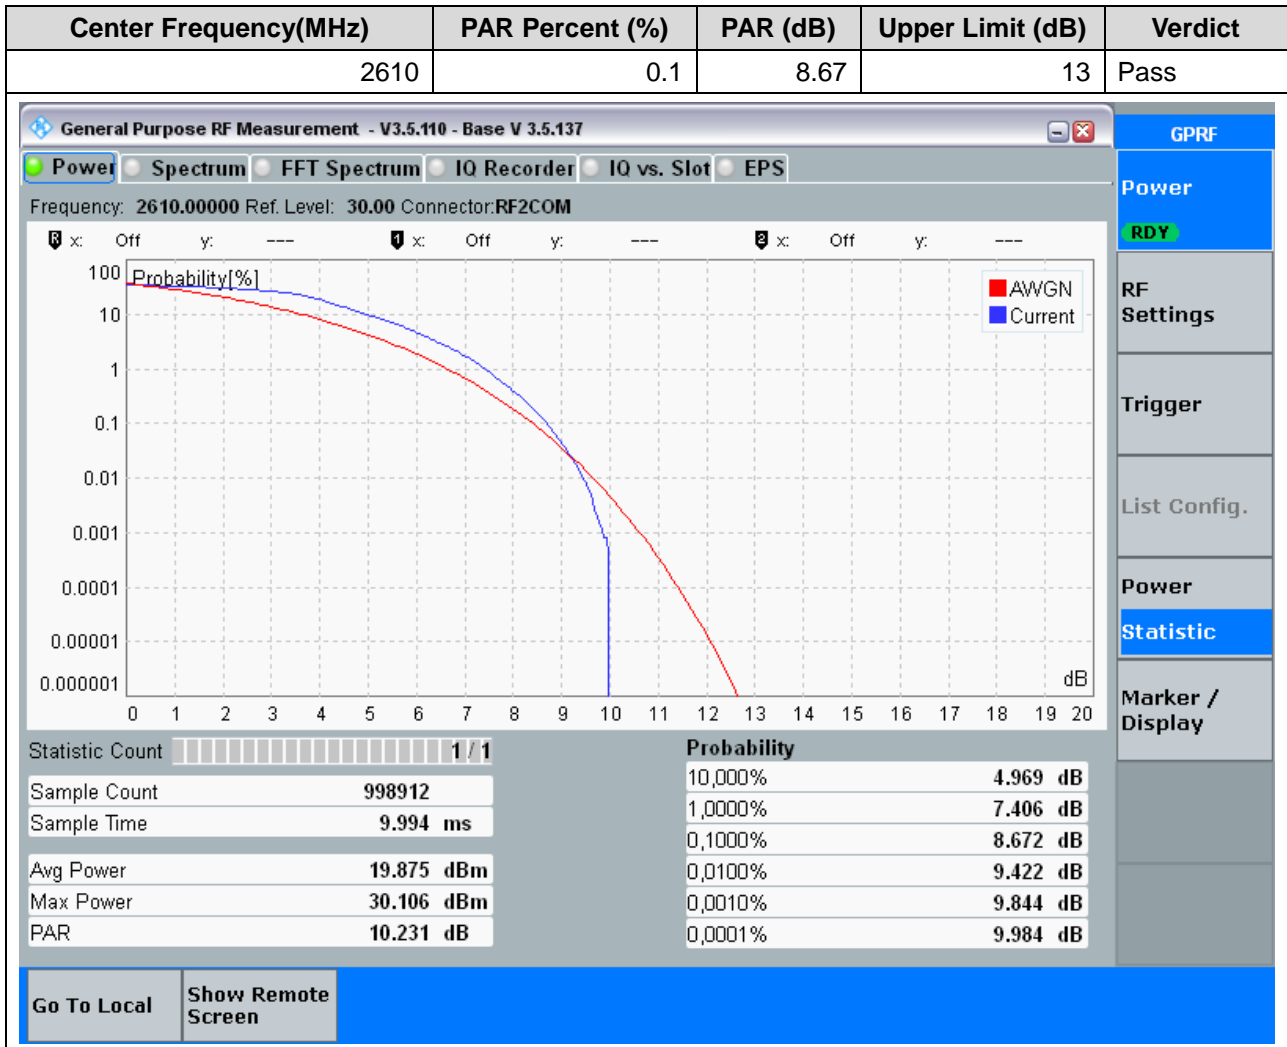 Center Frequency(MHz) PAR Percent (%) PAR (dB) Upper Limit (dB) Verdict
2610 0.1 8.67 13 Pass
General Purpose RF Measurement - V3.5.110 - Base V 3.5.137
GPRF
Power Spectrum FFT Spectrum IQ Recorder IQ vs. Slot EPS
Power
RDY
Frequency: 2610.00000 Ref. Level: 30.00 Connector:RF2COM
R x: Off y: --- 1 x: Off y: --- 2 x: Off y: ---
Probability[%]
AWGN
Current
100
10
1
0.1
0.01
0.001
0.0001
0.00001
0.000001
dB
0 1 2 3 4 5 6 7 8 9 10 11 12 13 14 15 16 17 18 19 20
RF
Settings
Trigger
List Config.
Power
Statistic
Marker /
Display
Statistic Count 1 / 1
Sample Count 998912
Sample Time 9.994 ms
Avg Power 19.875 dBm
Max Power 30.106 dBm
PAR 10.231 dB
Probability
10,000% 4.969 dB
1,0000% 7.406 dB
0,1000% 8.672 dB
0,0100% 9.422 dB
0,0010% 9.844 dB
0,0001% 9.984 dB
Go To Local
Show Remote
Screen